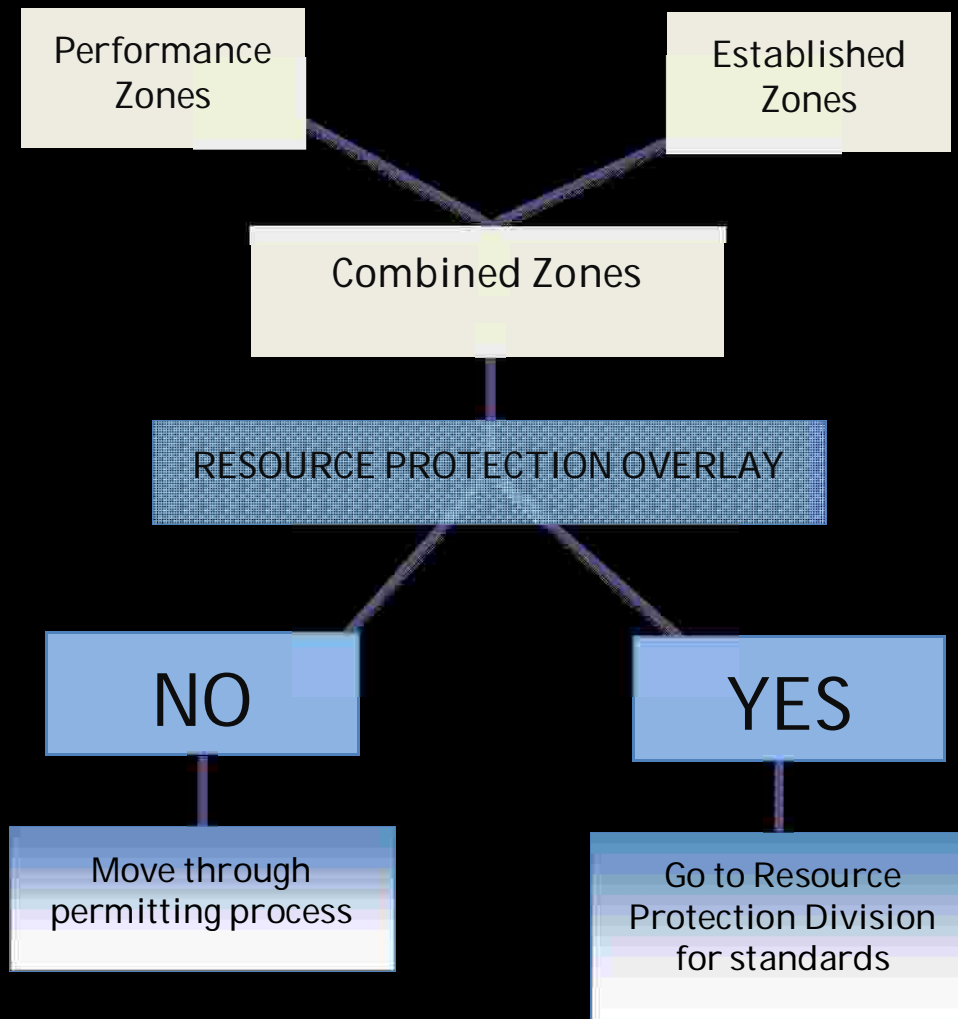 Performance
Zones
Established
Zones
Combined Zones
RESOURCE PROTECTION OVERLAY
NO
YES
Move through
permitting process
Go to Resource
Protection Division
for standards